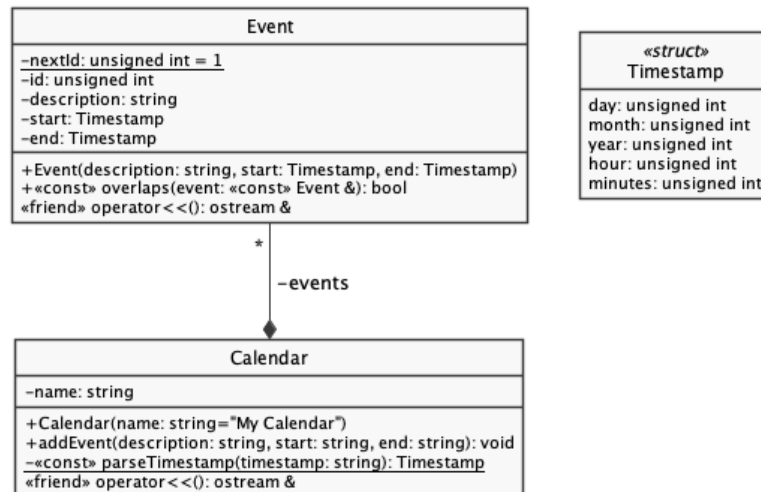 Event
-nextId: unsigned int = 1
-id: unsigned int
-description: string
-start: Timestamp
-end: Timestamp
+Event(description: string, start: Timestamp, end: Timestamp)
+«const» overlaps(event: «const» Event &): bool
«friend» operator<<(): ostream &
«struct»
Timestamp
day: unsigned int
month: unsigned int
year: unsigned int
hour: unsigned int
minutes: unsigned int
*
-events
Calendar
-name: string
+Calendar(name: string="My Calendar")
+addEvent(description: string, start: string, end: string): void
-«const» parseTimestamp(timestamp: string): Timestamp
«friend» operator<<(): ostream &